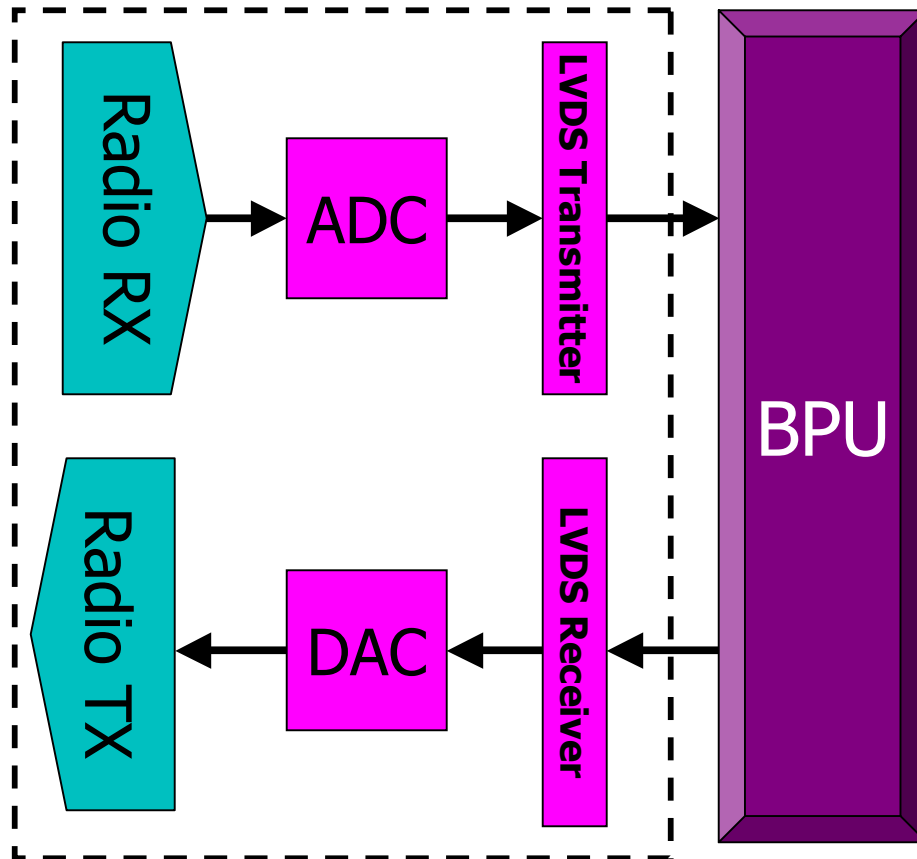 Radio RX
ADC
LVDS Transmitter
BPU
Radio TX
DAC
LVDS Receiver